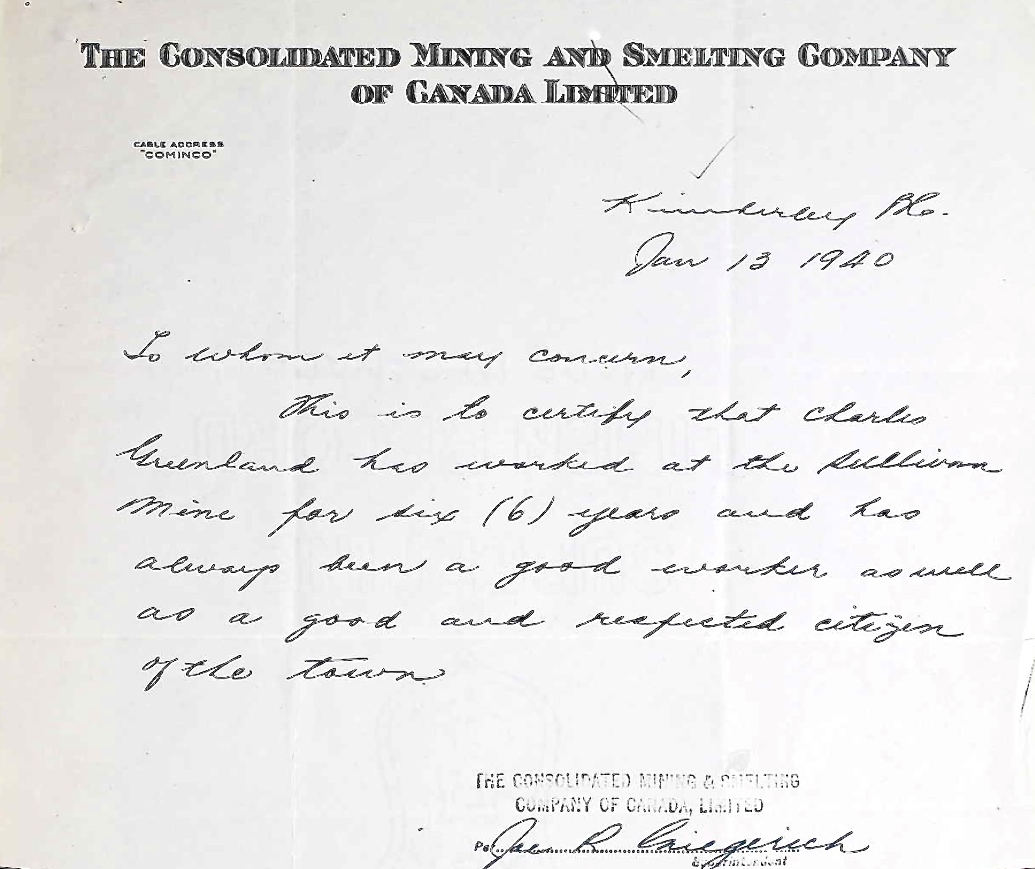 THE CONSOLIDATED MINING AND SMELTING COMPANY
OF CANADA LIMITED
CABLE ADDRESS
"COMINCO"
Kimberley BC.
Jan 13 1940
To whom it may concern,
This is to certify that Charles
Greenland has worked at the Sullivan
Mine for six (6) years and has
always been a good worker as well
as a good and respected citizen
of the town
THE CONSOLIDATED MINING & SMELTING
COMPANY OF CANADA, LIMITED
Per
Superintendent